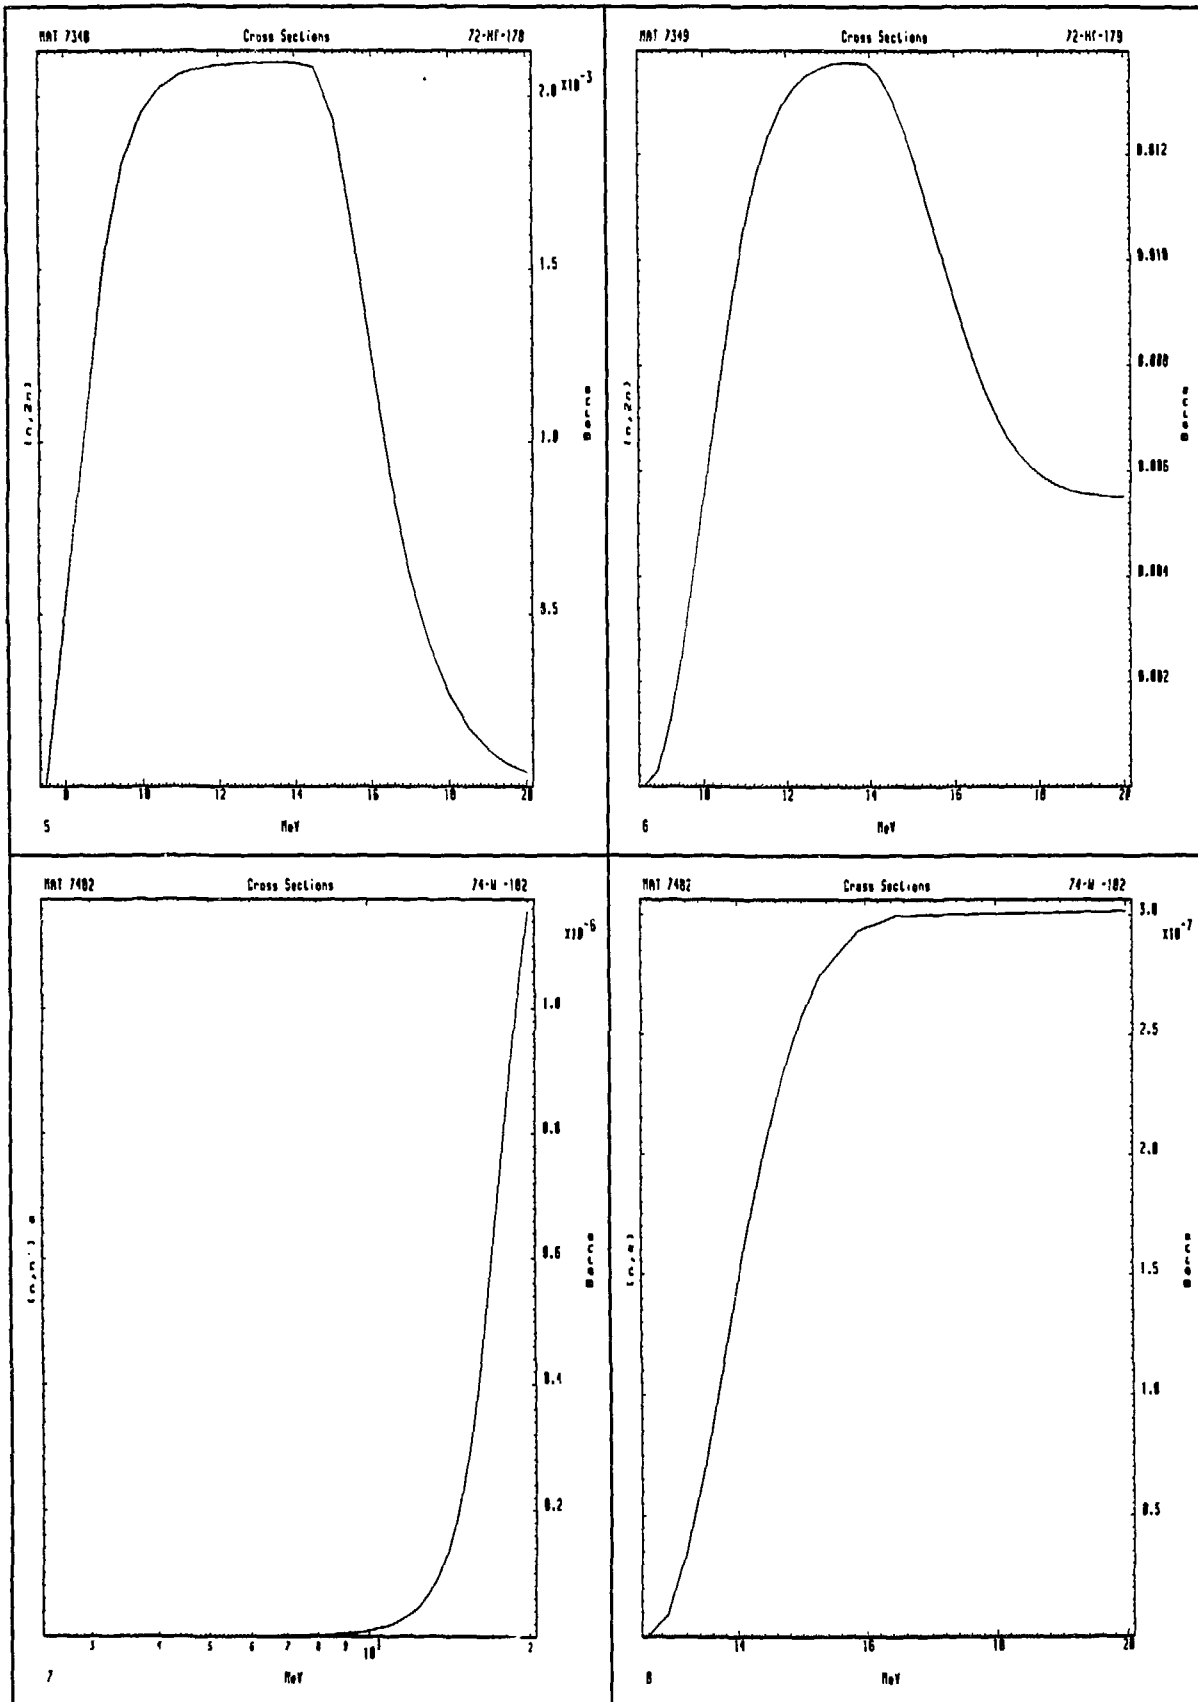 MAT 7348 Cross Sections 72-Hf-178
2.0 x10-3
1.5
1.0
0.5
(n,2n)
Barns
8 10 12 14 16 18 20
5 MeV
MAT 7349 Cross Sections 72-Hf-179
0.012
0.010
0.008
0.006
0.004
0.002
(n,2n)
Barns
10 12 14 16 18 20
6 MeV
MAT 7482 Cross Sections 74-W -182
x10-6
1.0
0.8
0.6
0.4
0.2
Barns
3 4 5 6 7 8 9 10 2
7 MeV
MAT 7482 Cross Sections 74-W -182
3.0
x10-7
2.5
2.0
1.5
1.0
0.5
Barns
14 16 18 20
8 MeV